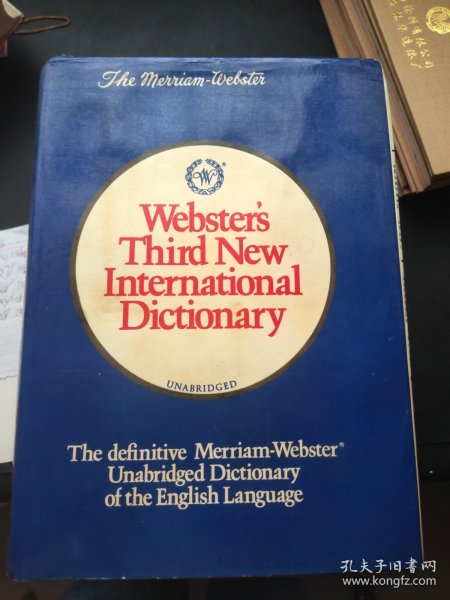 The Merriam-Webster
W®
Webster's
Third New
International
Dictionary
UNABRIDGED
The definitive Merriam-Webster®
Unabridged Dictionary
of the English Language
孔夫子旧书网
www.kongfz.com